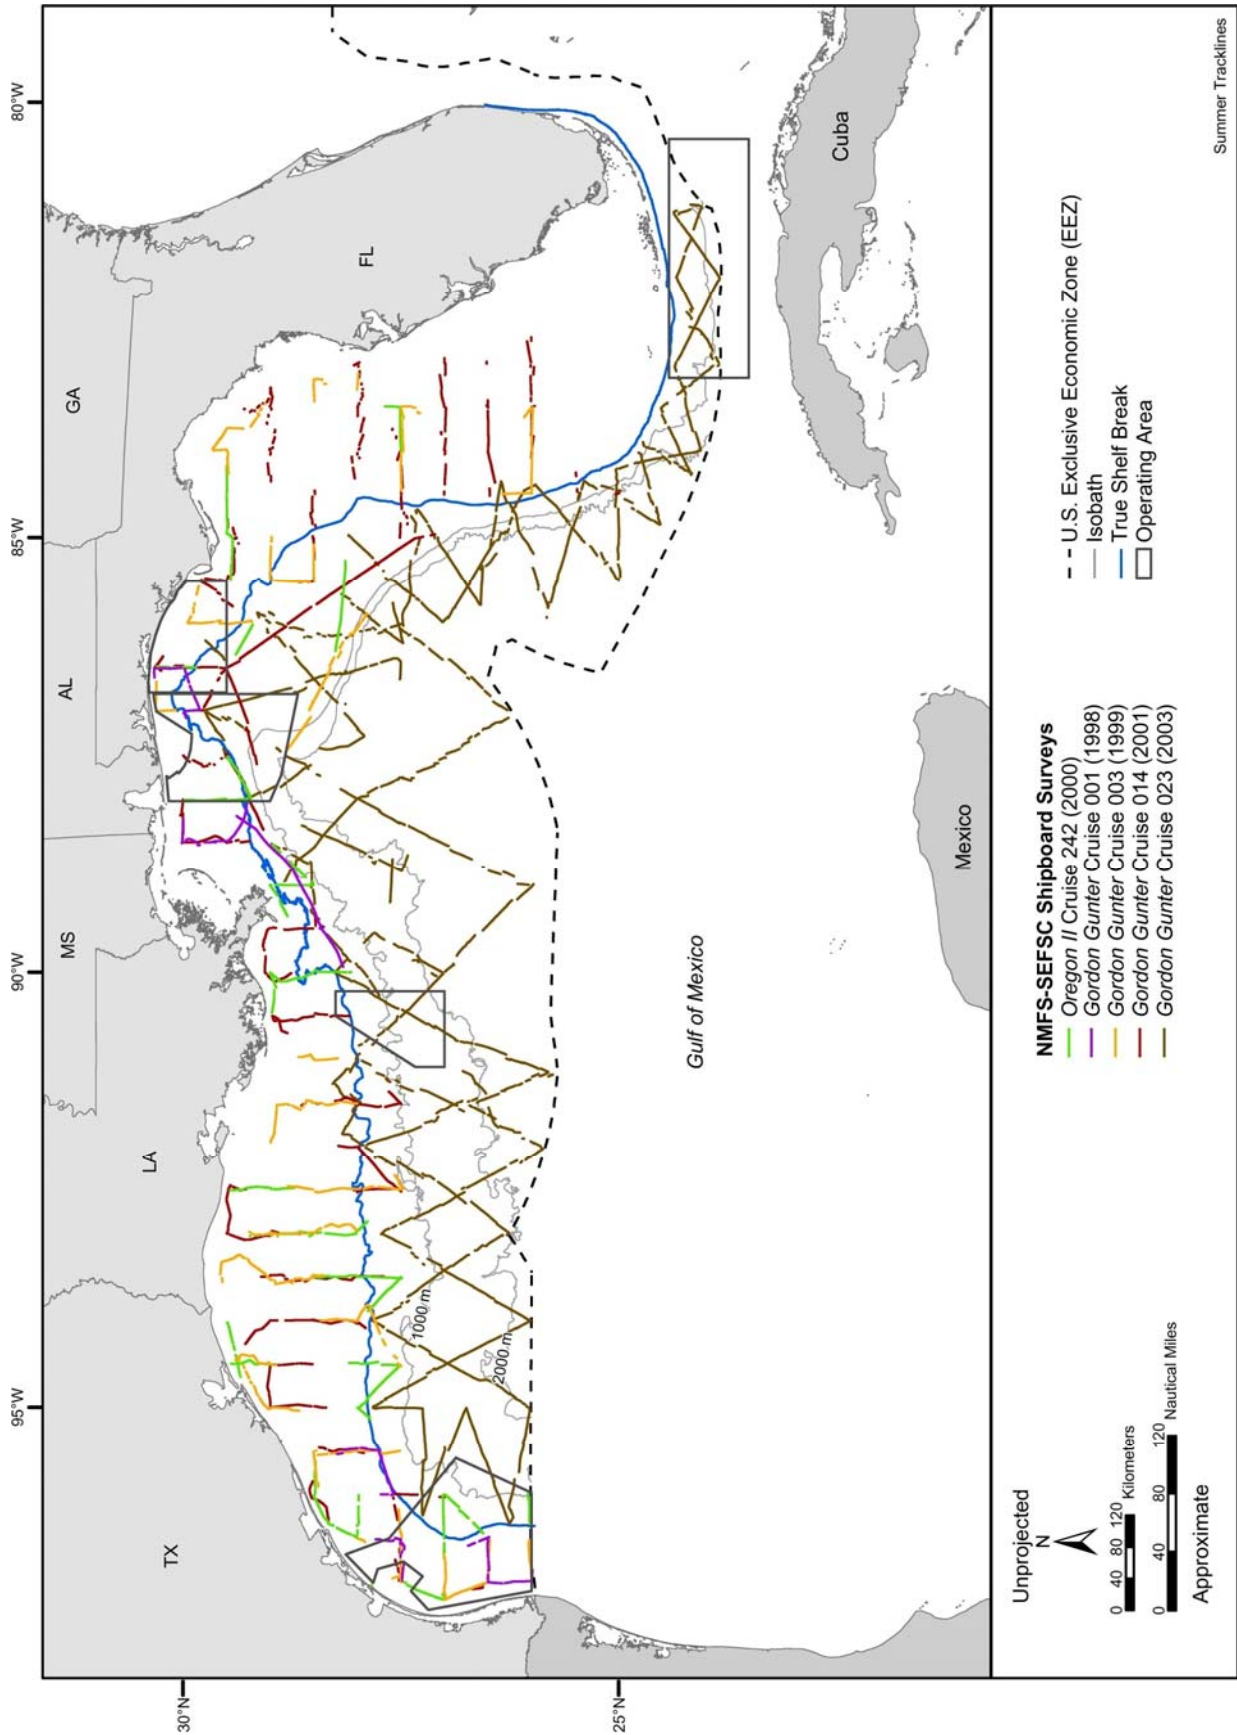 95°W
90°W
85°W
80°W
30°N
25°N
TX
LA
MS
AL
GA
FL
1000 m
2000 m
Gulf of Mexico
Mexico
Cuba
Unprojected
N
0 40 80 120
Kilometers
0 40 80 120
Nautical Miles
Approximate
NMFS-SEFSC Shipboard Surveys
Oregon II Cruise 242 (2000)
Gordon Gunter Cruise 001 (1998)
Gordon Gunter Cruise 003 (1999)
Gordon Gunter Cruise 014 (2001)
Gordon Gunter Cruise 023 (2003)
U.S. Exclusive Economic Zone (EEZ)
Isobath
True Shelf Break
Operating Area
Summer Tracklines